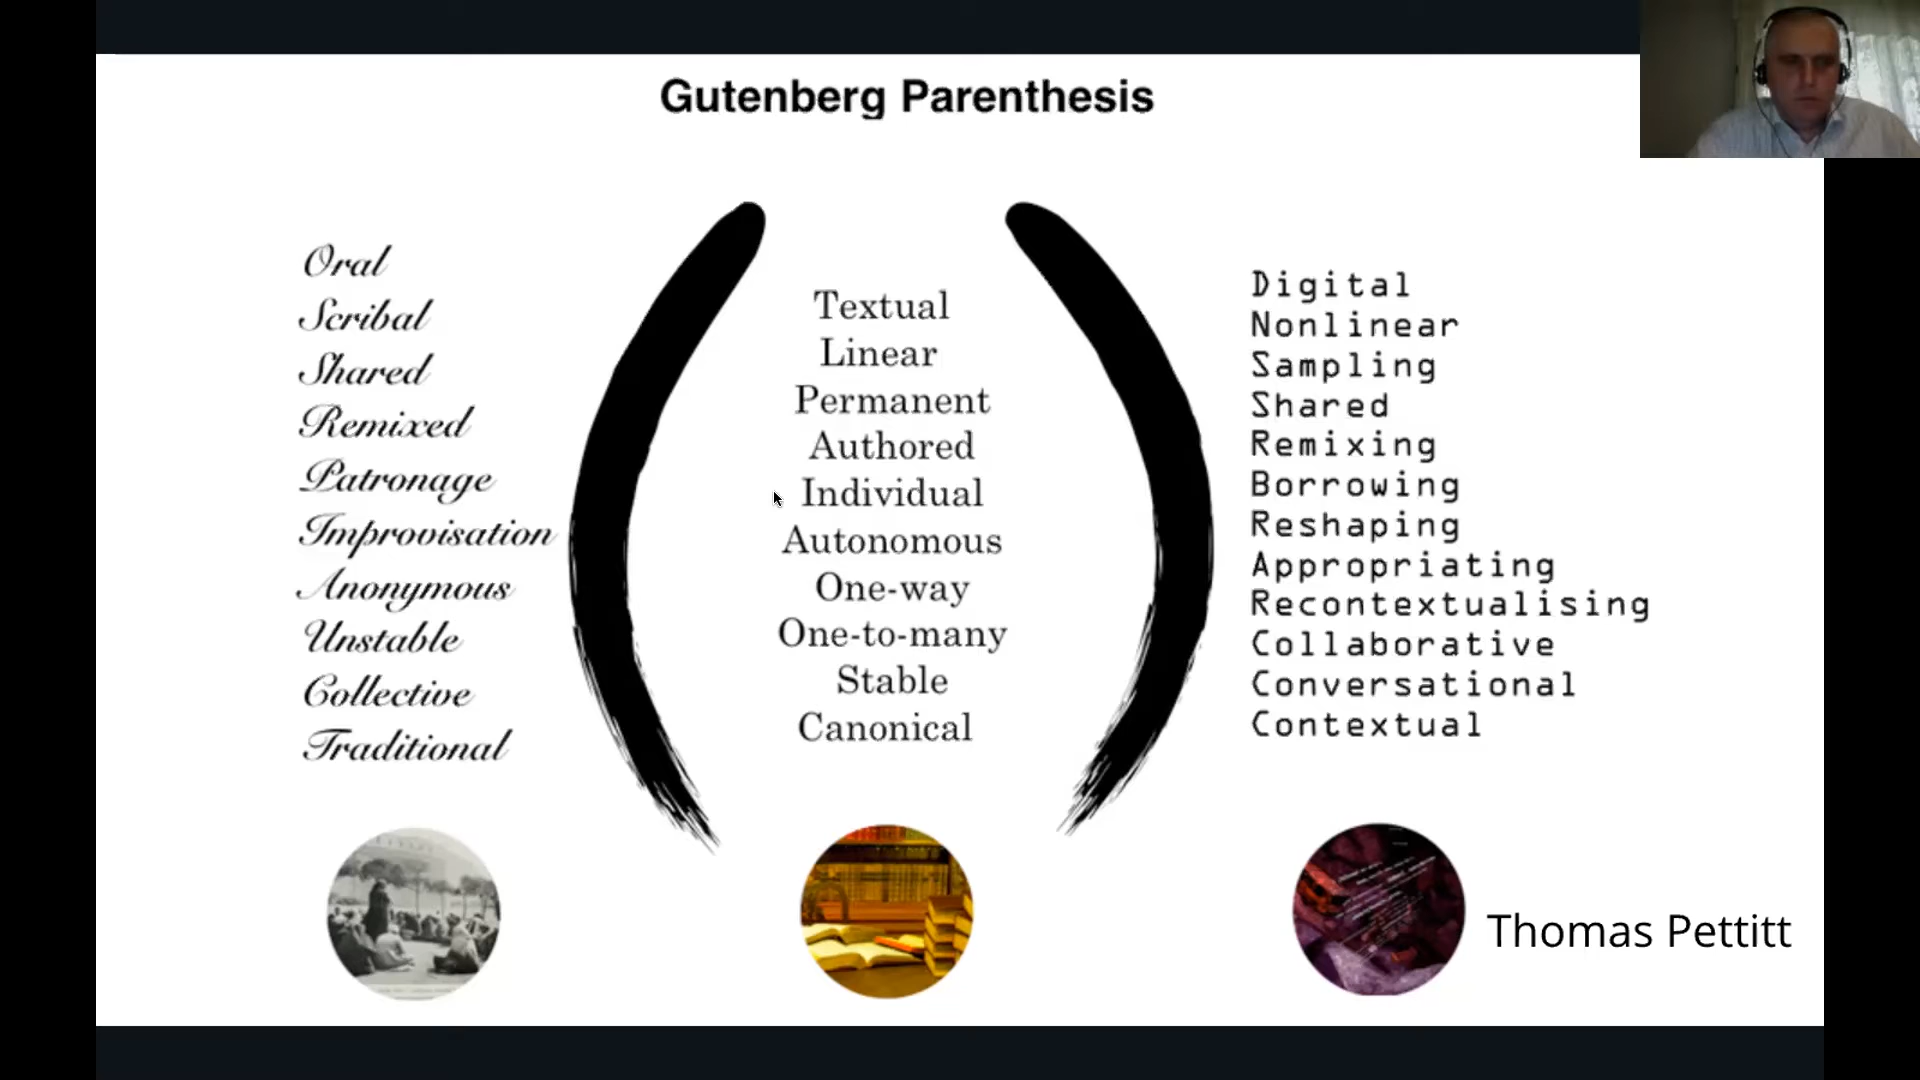 Gutenberg Parenthesis
Oral
Scribal
Shared
Remixed
Patronage
Improvisation
Anonymous
Unstable
Collective
Traditional
Textual
Linear
Permanent
Authored
Individual
Autonomous
One-way
One-to-many
Stable
Canonical
Digital
Nonlinear
Sampling
Shared
Remixing
Borrowing
Reshaping
Appropriating
Recontextualising
Collaborative
Conversational
Contextual
Thomas Pettitt